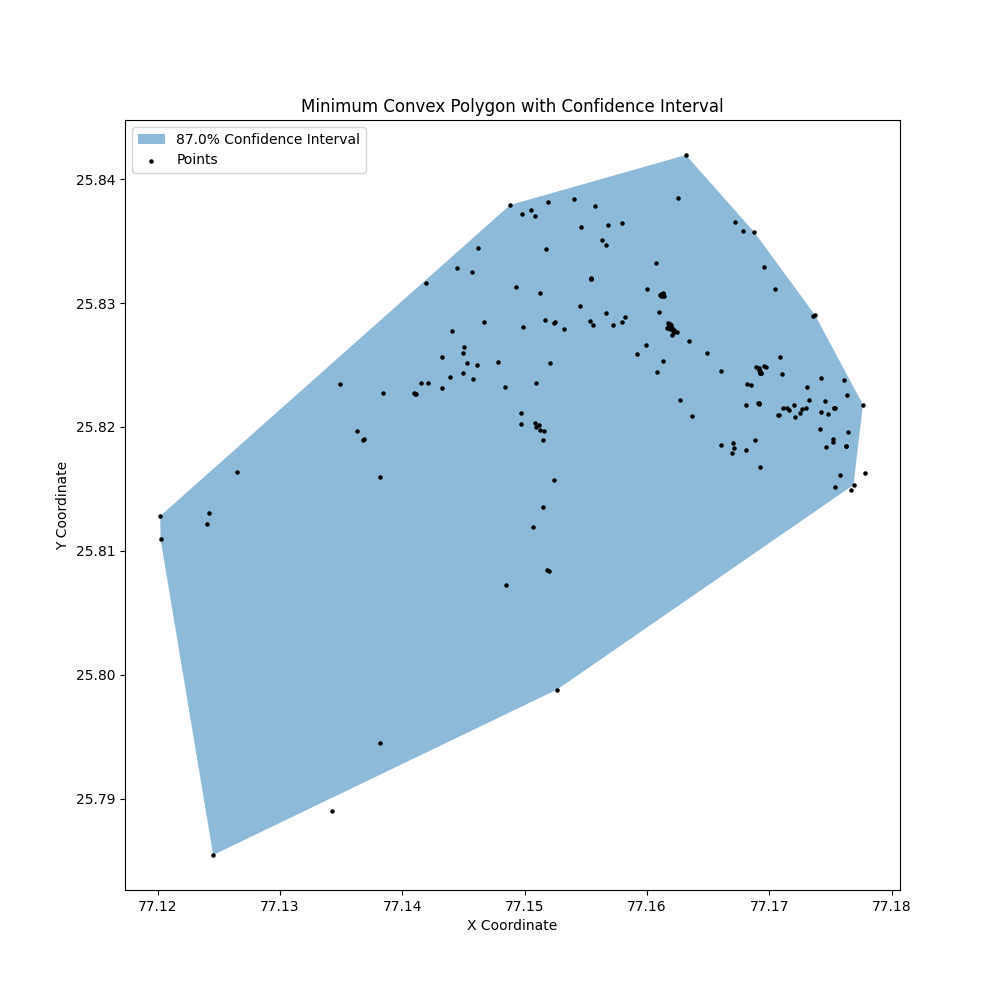 Minimum Convex Polygon with Confidence Interval
87.0% Confidence Interval
Points
25.84
25.83
25.82
25.81
25.80
25.79
Y Coordinate
77.12 77.13 77.14 77.15 77.16 77.17 77.18
X Coordinate